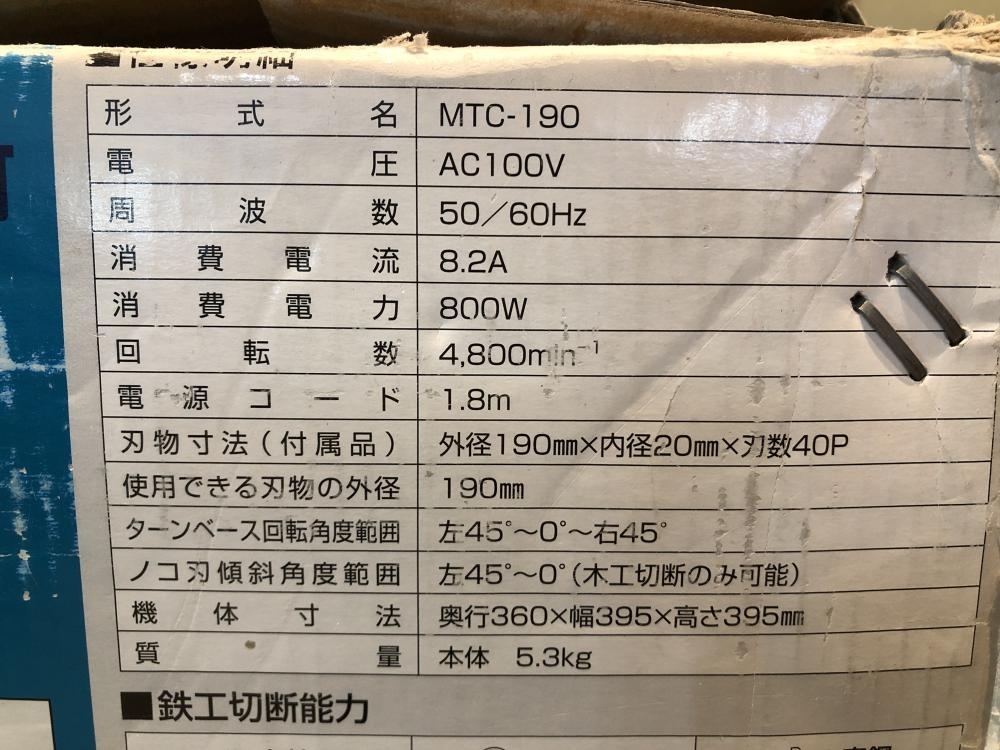 形式名 MTC-190
電圧 AC100V
周波数 50/60Hz
消費電流 8.2A
消費電力 800W
回転数 4,800min⁻¹
電源コード 1.8m
刃物寸法(付属品) 外径190㎜×内径20㎜×刃数40P
使用できる刃物の外径 190㎜
ターンベース回転角度範囲 左45°〜0°〜右45°
ノコ刃傾斜角度範囲 左45°〜0°(木工切断のみ可能)
機体寸法 奥行360×幅395×高さ395㎜
質量 本体 5.3kg
■鉄工切断能力